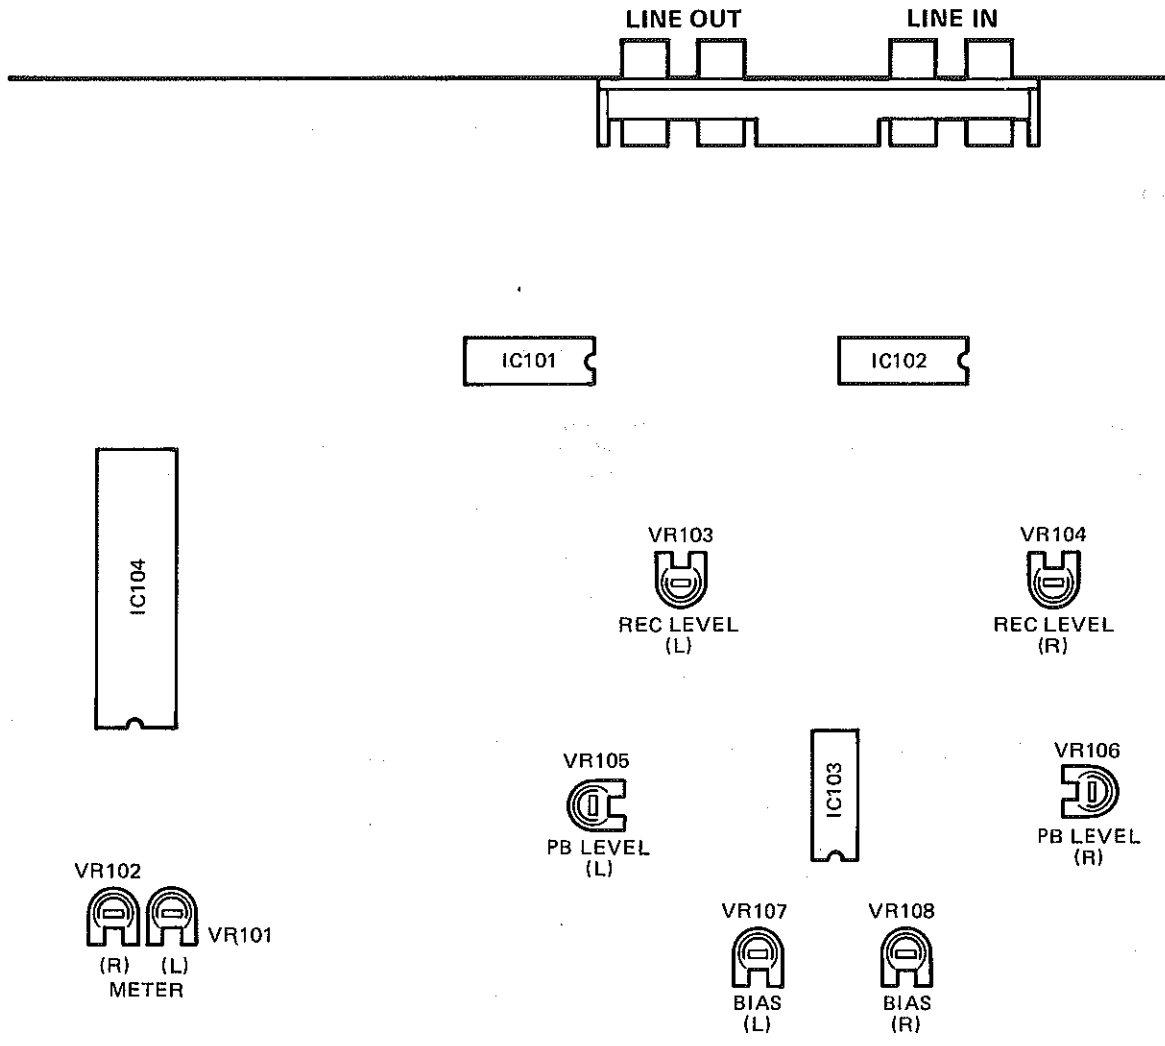 LINE OUT
LINE IN
IC101
IC102
IC104
VR103
REC LEVEL
(L)
VR104
REC LEVEL
(R)
VR105
PB LEVEL
(L)
IC103
VR106
PB LEVEL
(R)
VR102
VR101
(R) (L)
METER
VR107
BIAS
(L)
VR108
BIAS
(R)